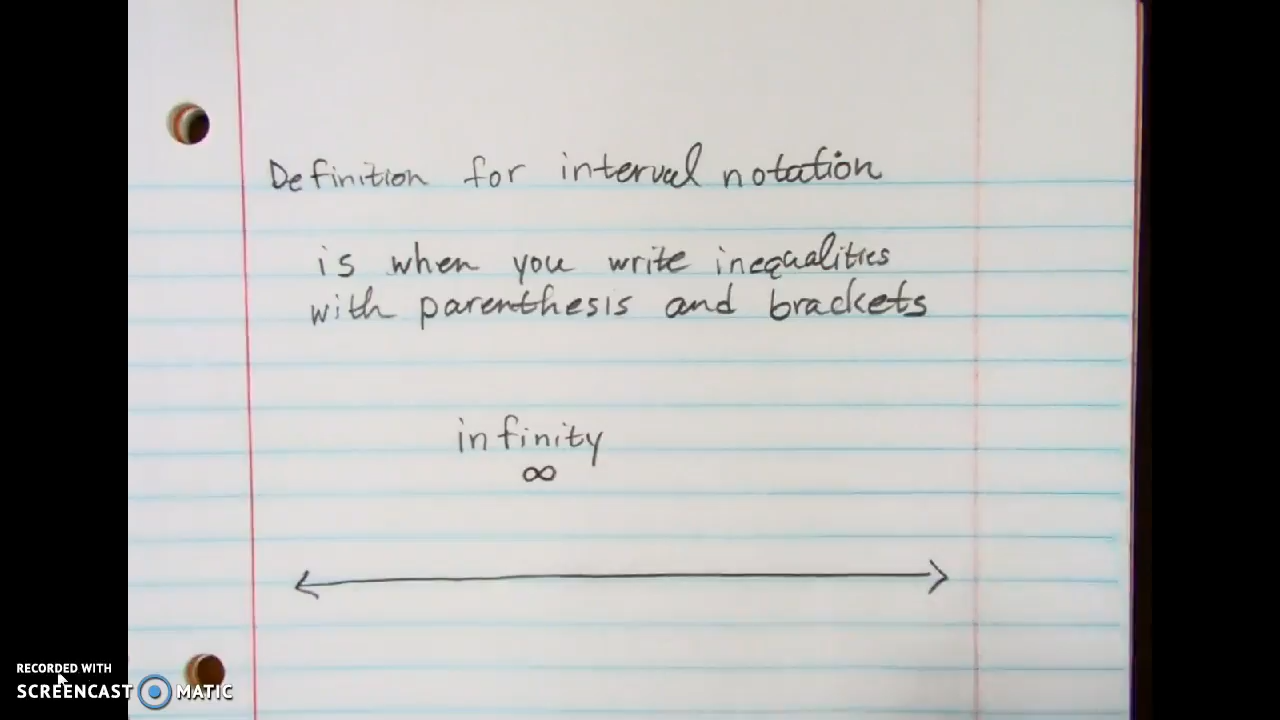 Definition for interval notation
is when you write inequalities
with parenthesis and brackets
infinity
∞
RECORDED WITH
SCREENCAST MATIC